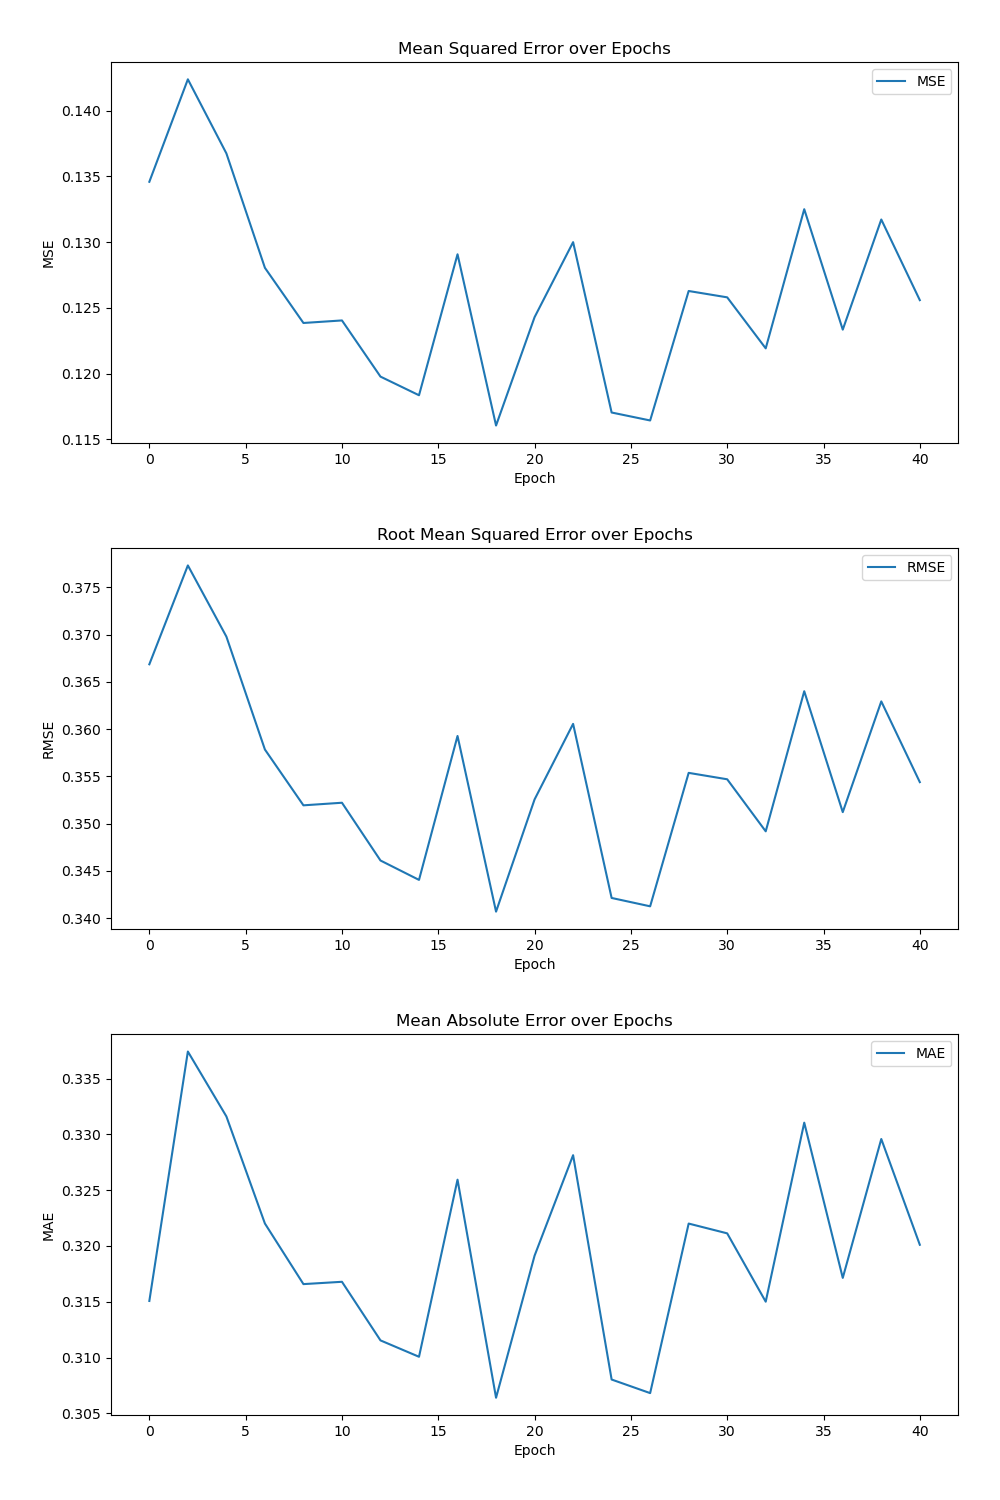 Mean Squared Error over Epochs
MSE
0.140
0.135
0.130
0.125
0.120
0.115
MSE
0 5 10 15 20 25 30 35 40
Epoch
Root Mean Squared Error over Epochs
RMSE
0.375
0.370
0.365
0.360
0.355
0.350
0.345
0.340
RMSE
0 5 10 15 20 25 30 35 40
Epoch
Mean Absolute Error over Epochs
MAE
0.335
0.330
0.325
0.320
0.315
0.310
0.305
MAE
0 5 10 15 20 25 30 35 40
Epoch